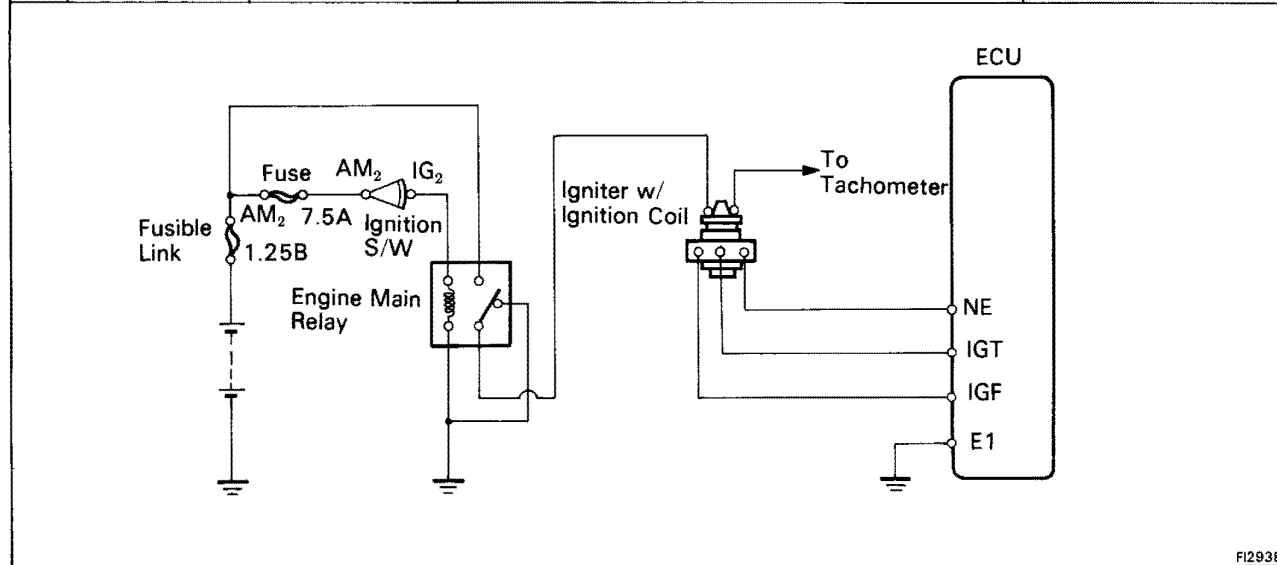 ECU
To
Tachometer
Igniter w/
Ignition Coil
Fuse
AM₂
IG₂
7.5A
Ignition
S/W
Fusible
Link
AM₂
1.25B
Engine Main
Relay
NE
IGT
IGF
E1